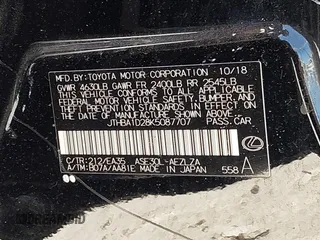 MFD. BY: TOYOTA MOTOR CORPORATION 10/18
GVWR 4630LB GAWR FR 2400LB RR 2545LB
THIS VEHICLE CONFORMS TO ALL APPLICABLE
FEDERAL MOTOR VEHICLE SAFETY, BUMPER, AND
THEFT PREVENTION STANDARDS IN EFFECT ON
THE DATE OF MANUFACTURE SHOWN ABOVE.
JTHBA1D28K5087707 PASS.CAR
C/TR:212/EA35 ASE30L-AEZLZA
A/TM:B07A/AA81E Made in JAPAN 558 A